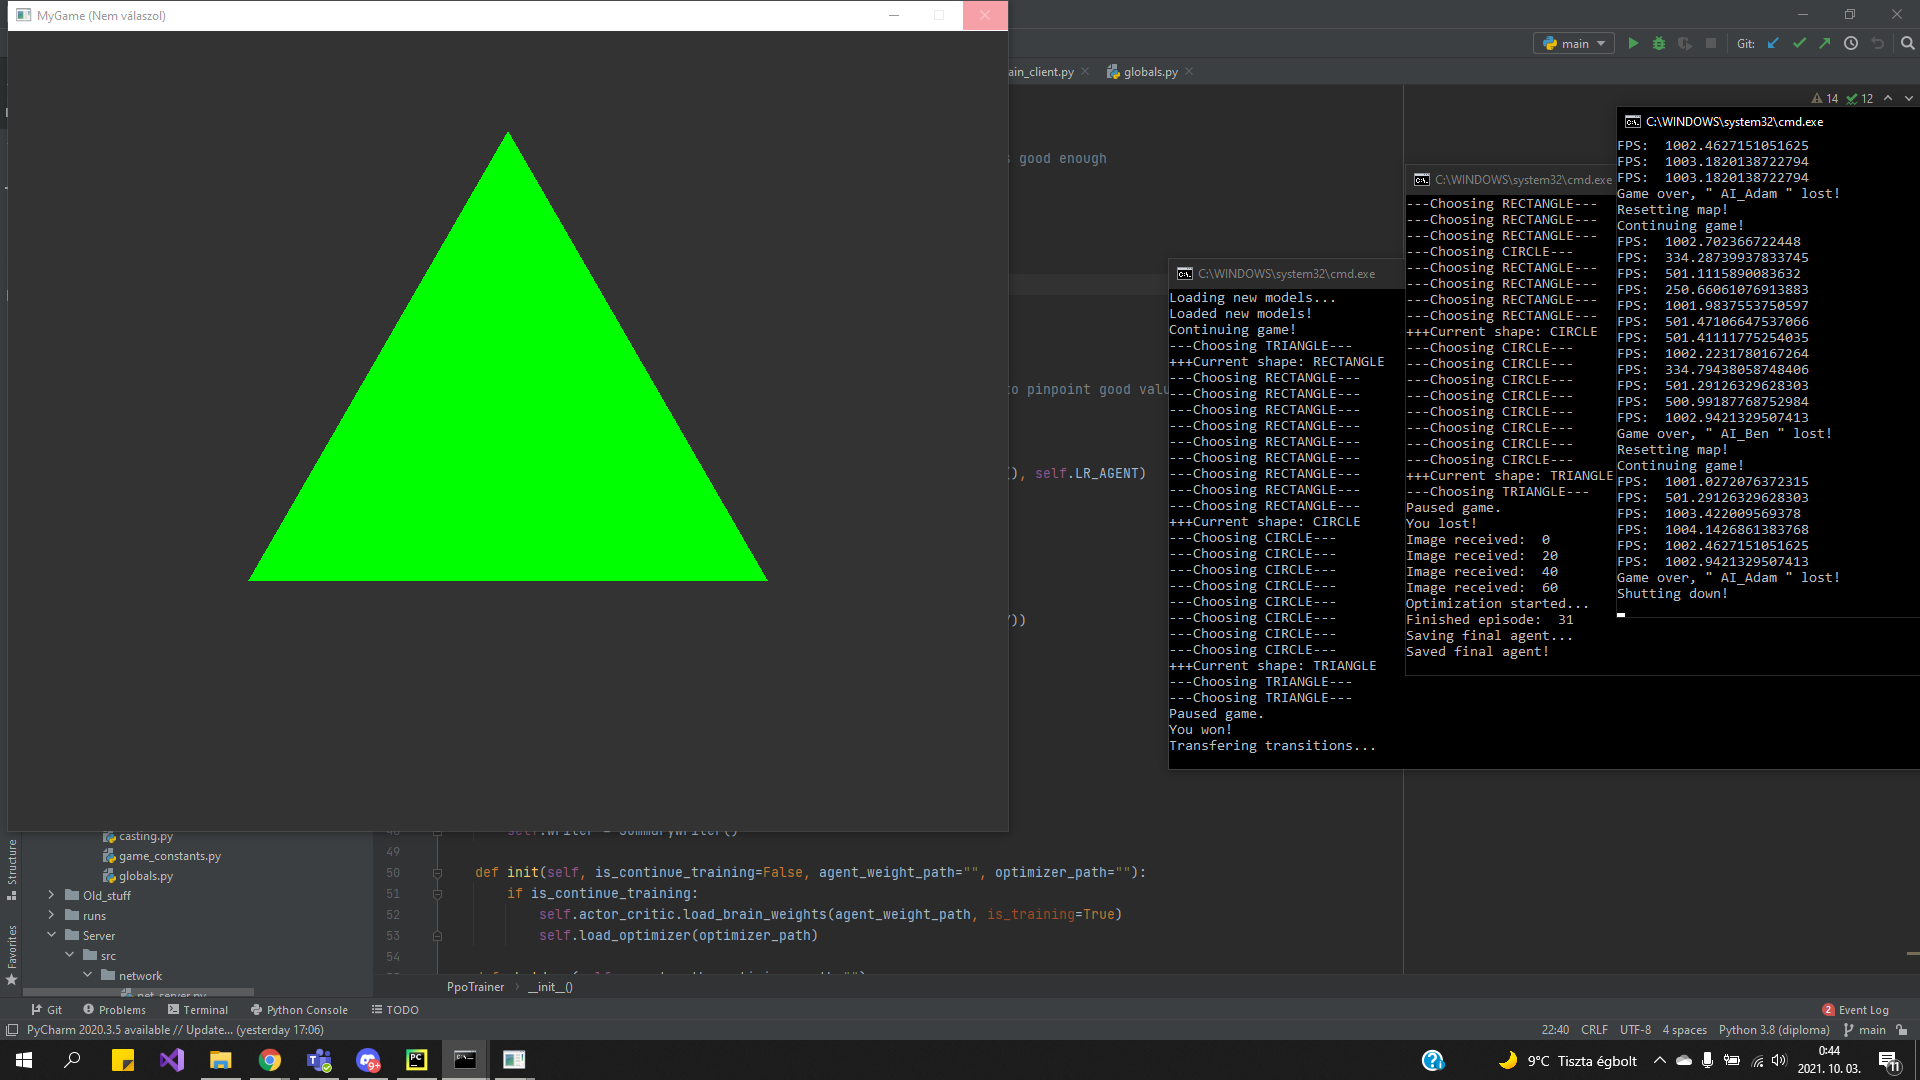 MyGame (Nem válaszol)
main
Git:
ain_client.py
globals.py
14
12
good enough
to pinpoint good valu
(), self.LR_AGENT)
'))
C:\WINDOWS\system32\cmd.exe
Loading new models...
Loaded new models!
Continuing game!
---Choosing TRIANGLE---
+++Current shape: RECTANGLE
---Choosing RECTANGLE---
---Choosing RECTANGLE---
---Choosing RECTANGLE---
---Choosing RECTANGLE---
---Choosing RECTANGLE---
---Choosing RECTANGLE---
---Choosing RECTANGLE---
---Choosing RECTANGLE---
---Choosing RECTANGLE---
+++Current shape: CIRCLE
---Choosing CIRCLE---
---Choosing CIRCLE---
---Choosing CIRCLE---
---Choosing CIRCLE---
---Choosing CIRCLE---
---Choosing CIRCLE---
---Choosing CIRCLE---
---Choosing CIRCLE---
+++Current shape: TRIANGLE
---Choosing TRIANGLE---
---Choosing TRIANGLE---
Paused game.
You won!
Transfering transitions...
C:\WINDOWS\system32\cmd.exe
---Choosing RECTANGLE---
---Choosing RECTANGLE---
---Choosing RECTANGLE---
---Choosing CIRCLE---
---Choosing RECTANGLE---
---Choosing RECTANGLE---
---Choosing RECTANGLE---
---Choosing RECTANGLE---
+++Current shape: CIRCLE
---Choosing CIRCLE---
---Choosing CIRCLE---
---Choosing CIRCLE---
---Choosing CIRCLE---
---Choosing CIRCLE---
---Choosing CIRCLE---
---Choosing CIRCLE---
---Choosing CIRCLE---
+++Current shape: TRIANGLE
---Choosing TRIANGLE---
Paused game.
You lost!
Image received:  0
Image received:  20
Image received:  40
Image received:  60
Optimization started...
Finished episode:  31
Saving final agent...
Saved final agent!
C:\WINDOWS\system32\cmd.exe
FPS:  1002.4627151051625
FPS:  1003.1820138722794
FPS:  1003.1820138722794
Game over, " AI_Adam " lost!
Resetting map!
Continuing game!
FPS:  1002.702366722448
FPS:  334.28739937833745
FPS:  501.1115890083632
FPS:  250.66061076913883
FPS:  1001.9837553750597
FPS:  501.47106647537066
FPS:  501.41111775254035
FPS:  1002.2231780167264
FPS:  334.79438058748406
FPS:  501.29126329628303
FPS:  500.99187768752984
FPS:  1002.9421329507413
Game over, " AI_Ben " lost!
Resetting map!
Continuing game!
FPS:  1001.0272076372315
FPS:  501.29126329628303
FPS:  1003.422009569378
FPS:  1004.1426861383768
FPS:  1002.4627151051625
FPS:  1002.9421329507413
Game over, " AI_Adam " lost!
Shutting down!
casting.py
game_constants.py
globals.py
Old_stuff
runs
Server
src
network
net_server.py
Structure
Favorites
48 self.writer = SummaryWriter()
49
50 def init(self, is_continue_training=False, agent_weight_path="", optimizer_path=""):
51 if is_continue_training:
52 self.actor_critic.load_brain_weights(agent_weight_path, is_training=True)
53 self.load_optimizer(optimizer_path)
54
PpoTrainer › __init__()
Git
Problems
Terminal
Python Console
TODO
2 Event Log
PyCharm 2020.3.5 available // Update... (yesterday 17:06)
22:40
CRLF
UTF-8
4 spaces
Python 3.8 (diploma)
main
PC
9+
9°C Tiszta égbolt
0:44
2021. 10. 03.
11